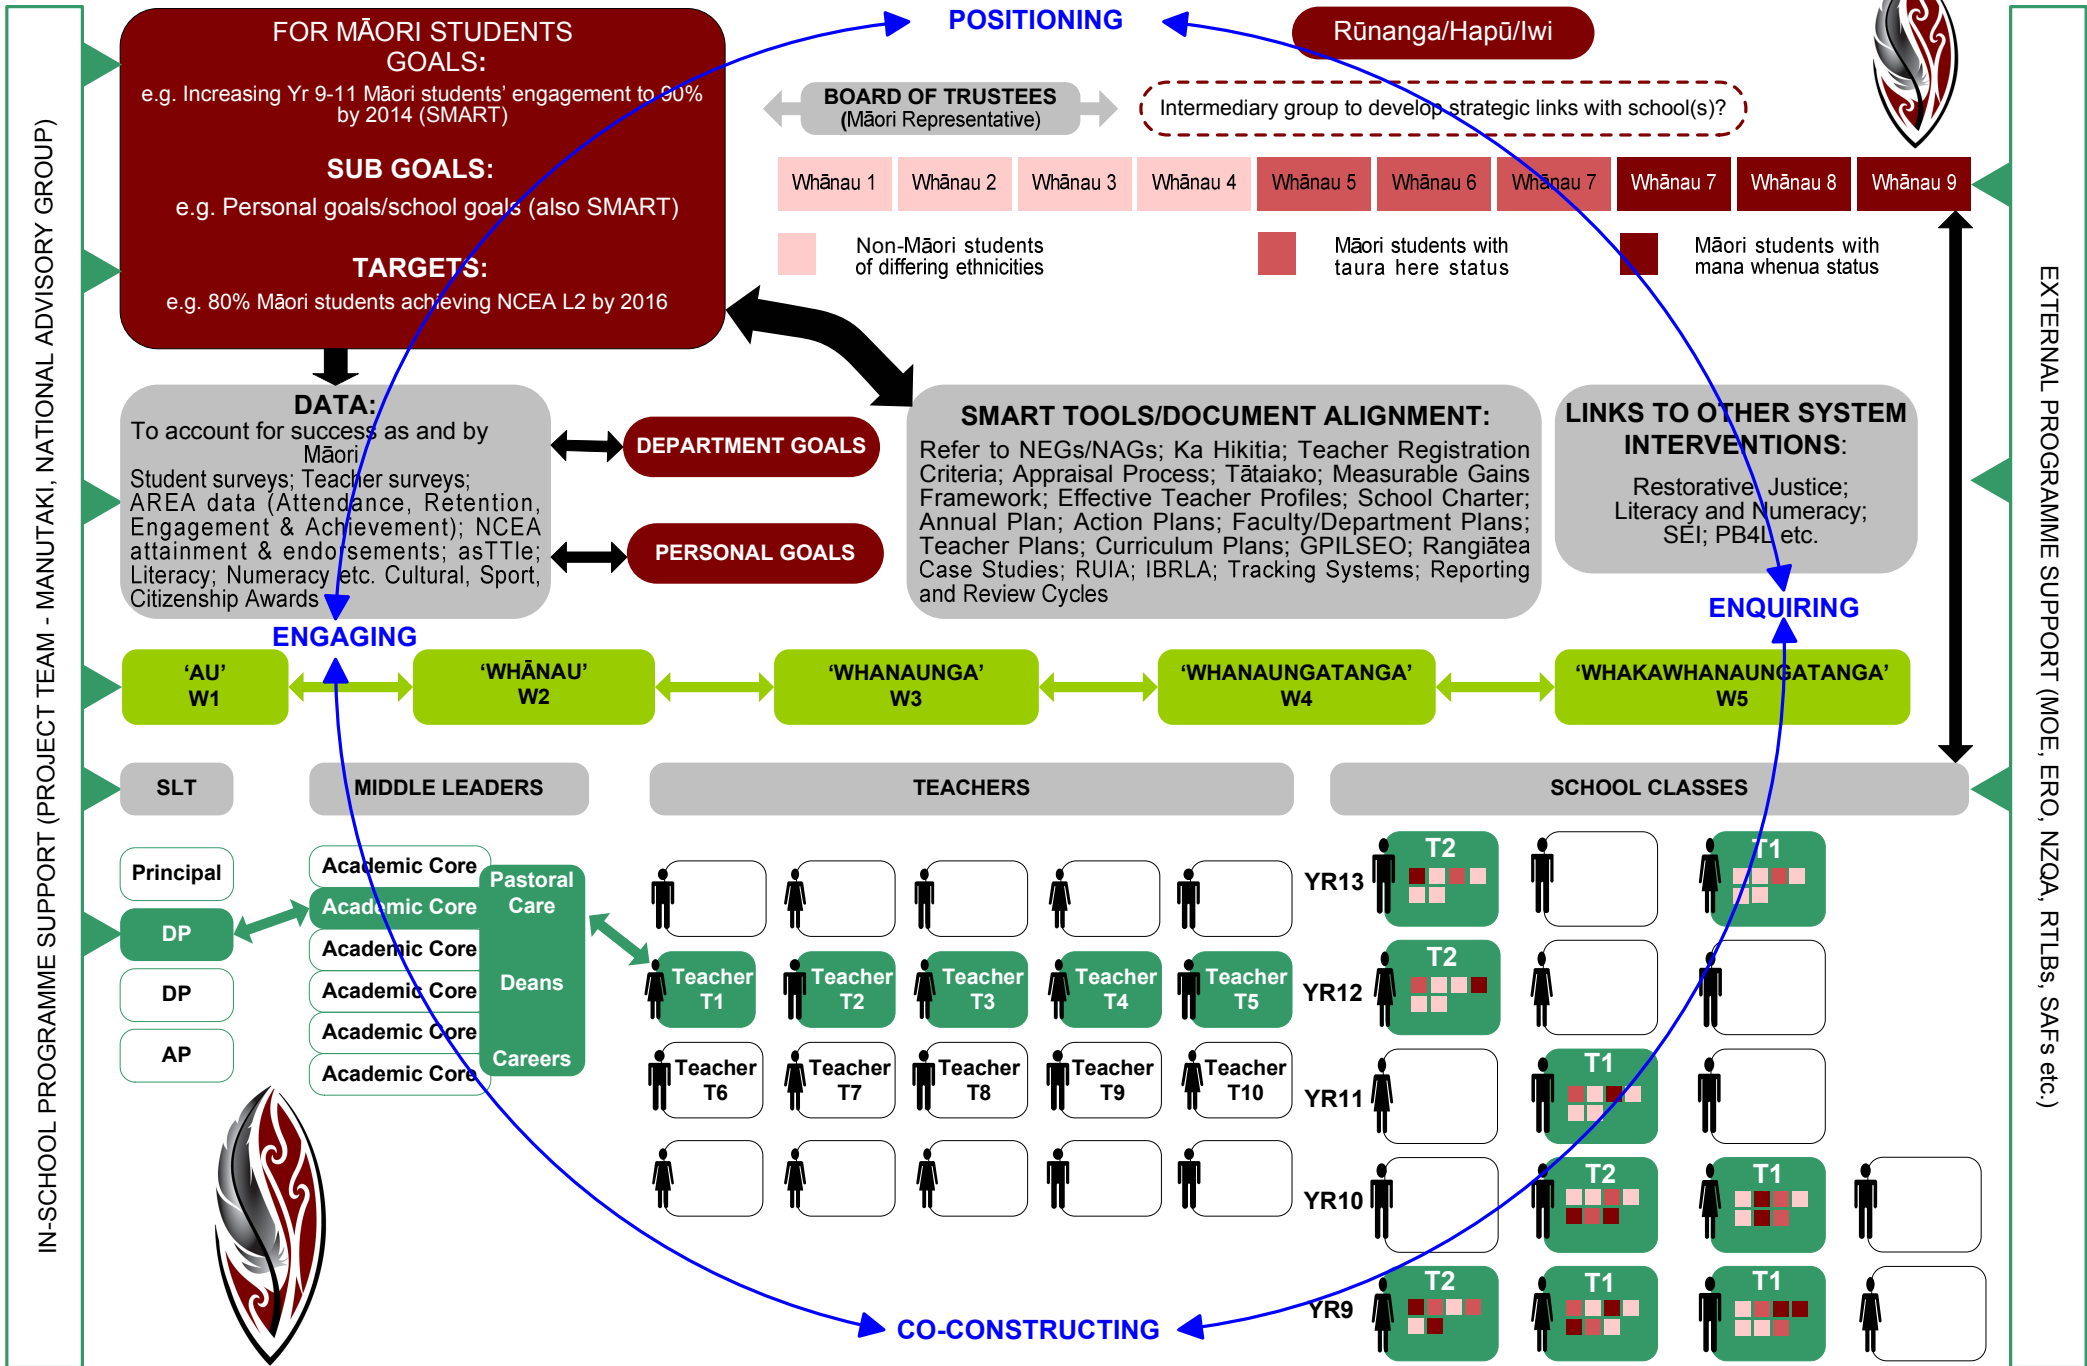 IN-SCHOOL PROGRAMME SUPPORT (PROJECT TEAM - MANUTAKI, NATIONAL ADVISORY GROUP)
FOR MĀORI STUDENTS
GOALS:
e.g. Increasing Yr 9-11 Māori students' engagement to 90%
by 2014 (SMART)
SUB GOALS:
e.g. Personal goals/school goals (also SMART)
TARGETS:
e.g. 80% Māori students achieving NCEA L2 by 2016
POSITIONING
Rūnanga/Hapū/Iwi
BOARD OF TRUSTEES
(Māori Representative)
Intermediary group to develop strategic links with school(s)?
Whānau 1
Whānau 2
Whānau 3
Whānau 4
Whānau 5
Whānau 6
Whānau 7
Whānau 7
Whānau 8
Whānau 9
Non-Māori students
of differing ethnicities
Māori students with
taura here status
Māori students with
mana whenua status
DATA:
To account for success as and by
Māori
Student surveys; Teacher surveys;
AREA data (Attendance, Retention,
Engagement & Achievement); NCEA
attainment & endorsements; asTTle;
Literacy; Numeracy etc. Cultural, Sport,
Citizenship Awards
DEPARTMENT GOALS
PERSONAL GOALS
SMART TOOLS/DOCUMENT ALIGNMENT:
Refer to NEGs/NAGs; Ka Hikitia; Teacher Registration
Criteria; Appraisal Process; Tātaiako; Measurable Gains
Framework; Effective Teacher Profiles; School Charter;
Annual Plan; Action Plans; Faculty/Department Plans;
Teacher Plans; Curriculum Plans; GPILSEO; Rangiātea
Case Studies; RUIA; IBRLA; Tracking Systems; Reporting
and Review Cycles
LINKS TO OTHER SYSTEM
INTERVENTIONS:
Restorative Justice;
Literacy and Numeracy;
SEI; PB4L etc.
ENGAGING
ENQUIRING
'AU'
W1
'WHĀNAU'
W2
'WHANAUNGA'
W3
'WHANAUNGATANGA'
W4
'WHAKAWHANAUNGATANGA'
W5
SLT
MIDDLE LEADERS
TEACHERS
SCHOOL CLASSES
Principal
DP
DP
AP
Academic Core
Academic Core
Academic Core
Academic Core
Academic Core
Academic Core
Pastoral
Care
Deans
Careers
Teacher
T1
Teacher
T2
Teacher
T3
Teacher
T4
Teacher
T5
Teacher
T6
Teacher
T7
Teacher
T8
Teacher
T9
Teacher
T10
YR13
T2
T1
YR12
T2
YR11
T1
YR10
T2
T1
YR9
T2
T1
T1
CO-CONSTRUCTING
EXTERNAL PROGRAMME SUPPORT (MOE, ERO, NZQA, RTLBs, SAFs etc.)